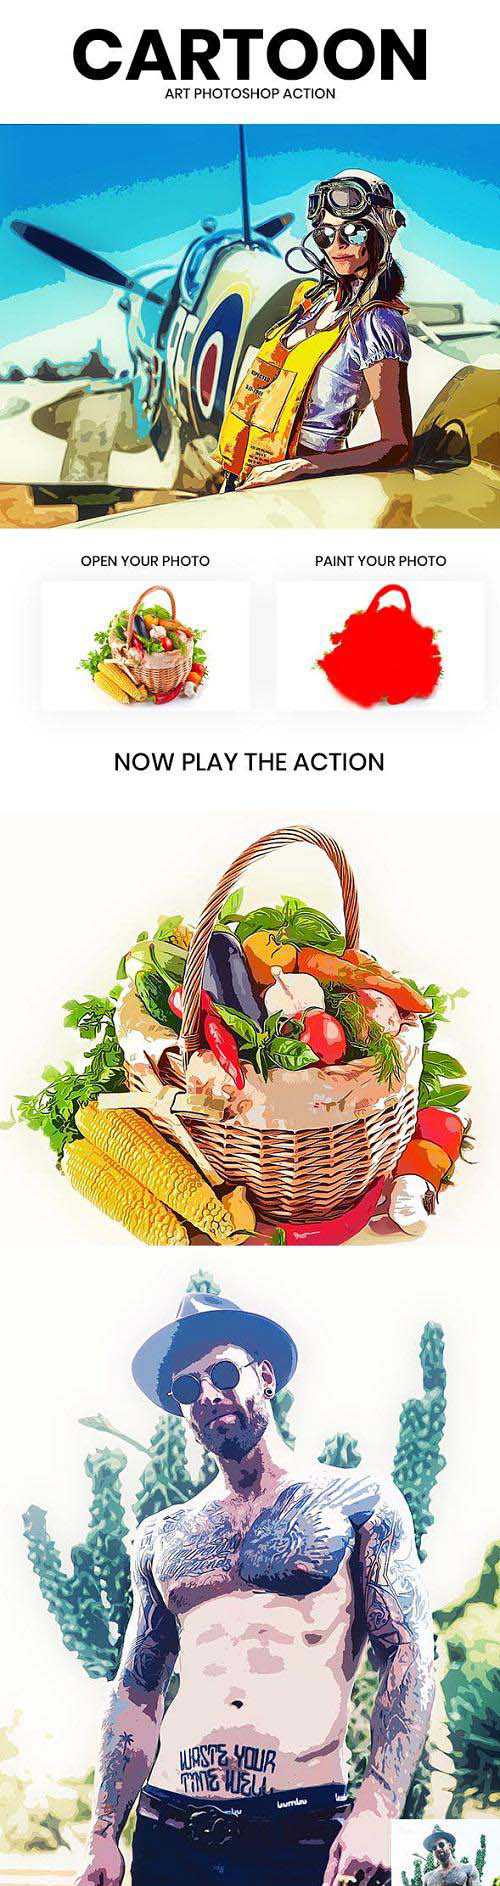 CARTOON
ART PHOTOSHOP ACTION
OPEN YOUR PHOTO
PAINT YOUR PHOTO
NOW PLAY THE ACTION
WASTE YOUR
TIME WELL